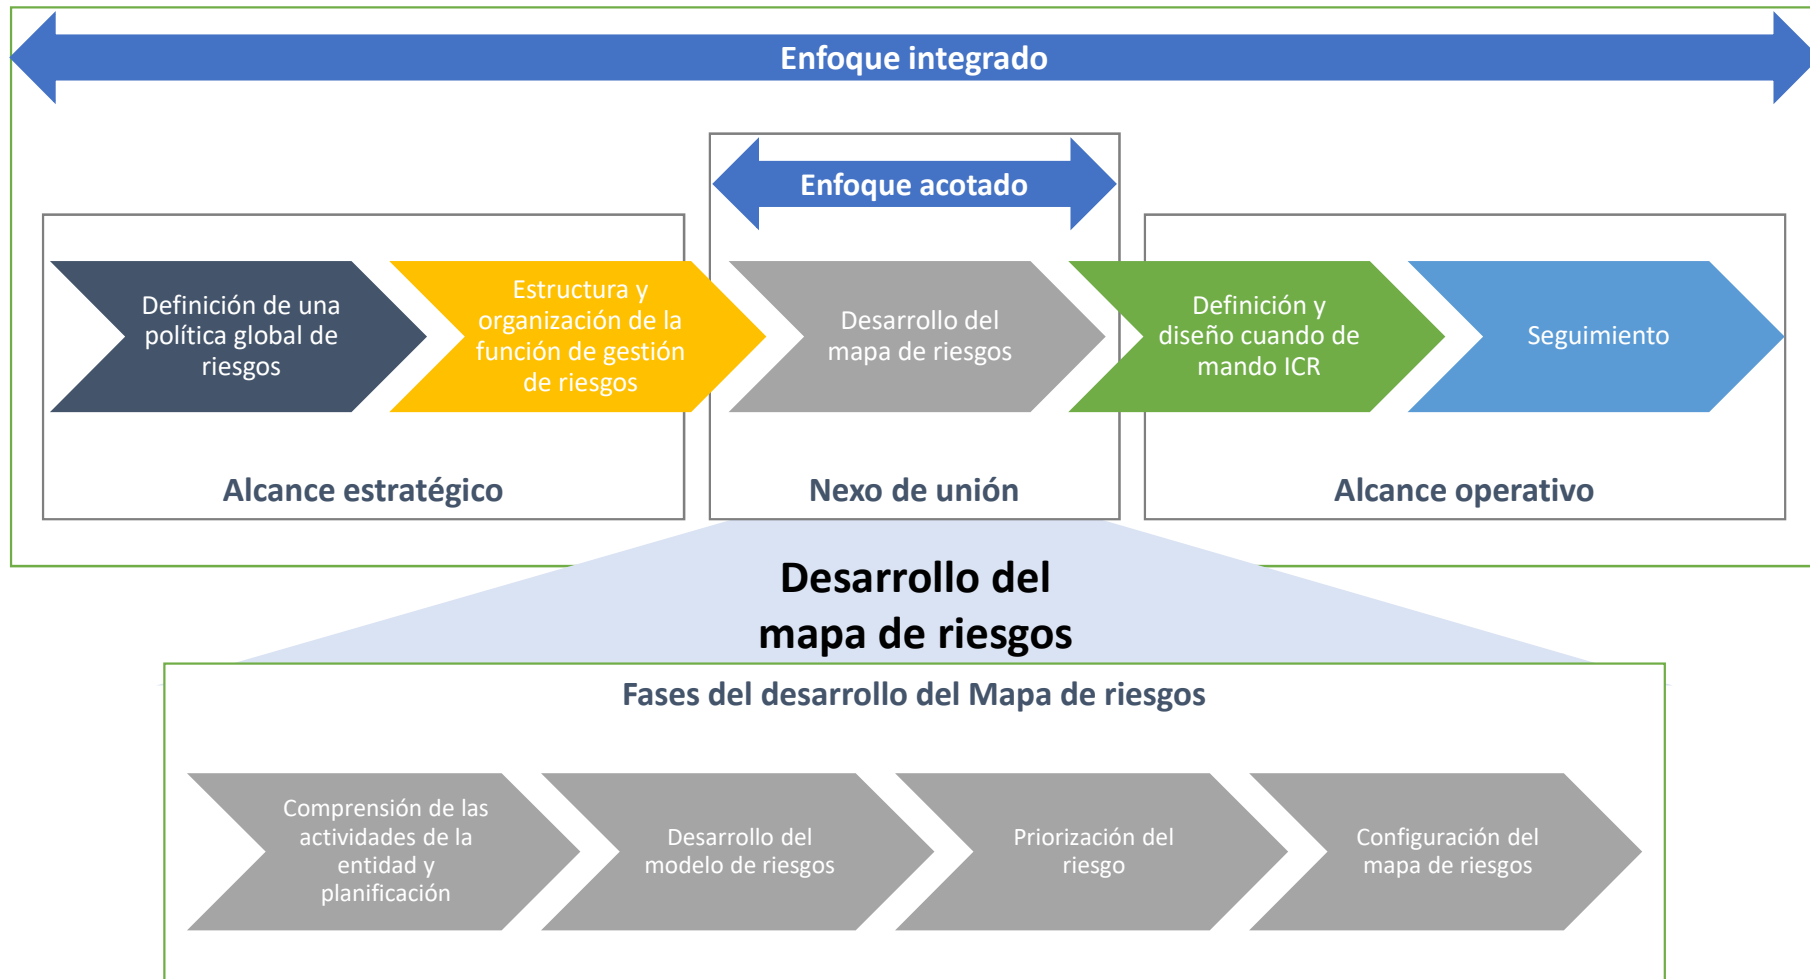 Enfoque integrado
Enfoque acotado
Definición de una
política global de
riesgos
Estructura y
organización de la
función de gestión
de riesgos
Desarrollo del
mapa de riesgos
Definición y
diseño cuando de
mando ICR
Seguimiento
Alcance estratégico
Nexo de unión
Alcance operativo
Desarrollo del
mapa de riesgos
Fases del desarrollo del Mapa de riesgos
Comprensión de las
actividades de la
entidad y
planificación
Desarrollo del
modelo de riesgos
Priorización del
riesgo
Configuración del
mapa de riesgos